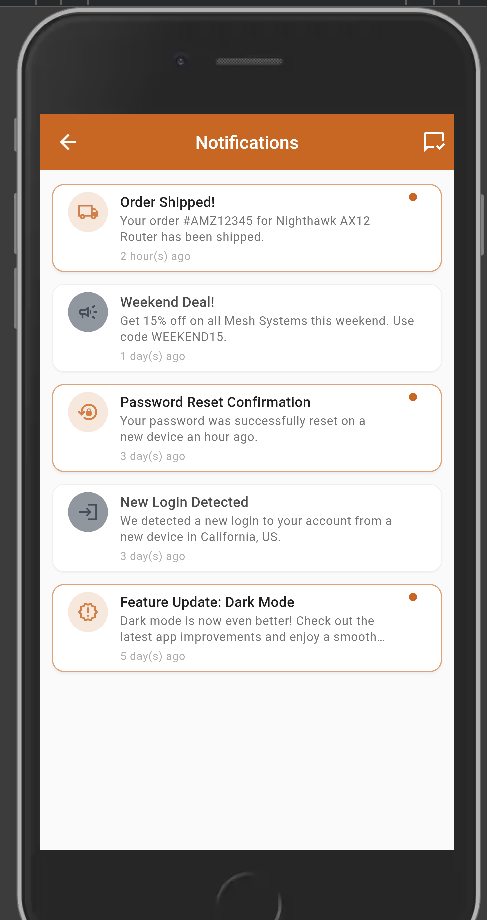 Notifications
Order Shipped!
Your order #AMZ12345 for Nighthawk AX12
Router has been shipped.
2 hour(s) ago
Weekend Deal!
Get 15% off on all Mesh Systems this weekend. Use
code WEEKEND15.
1 day(s) ago
Password Reset Confirmation
Your password was successfully reset on a
new device an hour ago.
3 day(s) ago
New Login Detected
We detected a new login to your account from a
new device in California, US.
3 day(s) ago
Feature Update: Dark Mode
Dark mode is now even better! Check out the
latest app improvements and enjoy a smooth…
5 day(s) ago